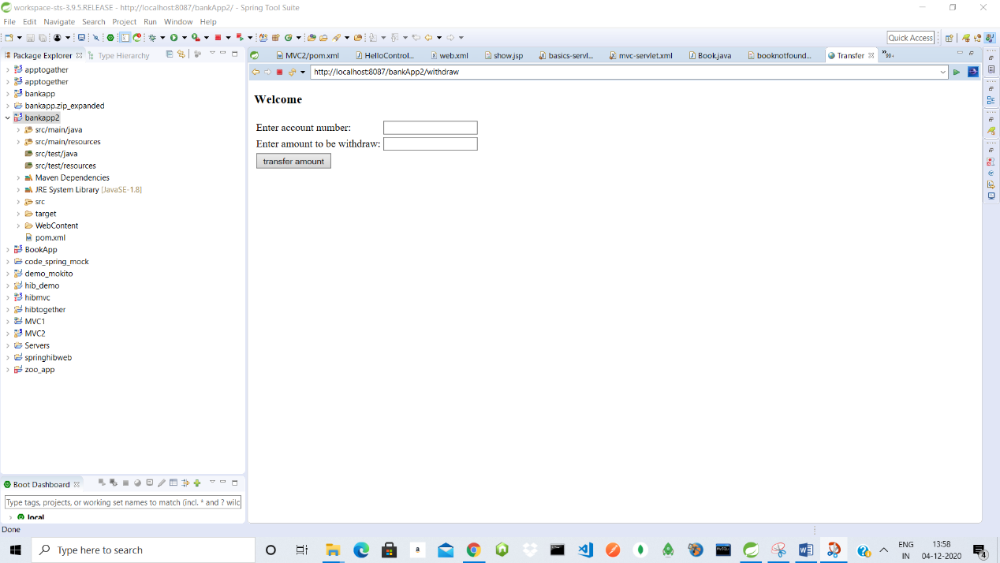 workspace-sts-3.9.5.RELEASE - http://localhost:8087/bankApp2/ - Spring Tool Suite
File Edit Navigate Search Project Run Window Help
Quick Access
Package Explorer Type Hierarchy
MVC2/pom.xml HelloControl... web.xml show.jsp basics-servl... mvc-servlet.xml Book.java booknotfound... Transfer »99+
http://localhost:8087/bankApp2/withdraw
apptogather
apptogether
bankapp
bankapp.zip_expanded
bankapp2
src/main/java
src/main/resources
src/test/java
src/test/resources
Maven Dependencies
JRE System Library [JavaSE-1.8]
src
target
WebContent
pom.xml
BookApp
code_spring_mock
demo_mokito
hib_demo
hibmvc
hibtogether
MVC1
MVC2
Servers
springhibweb
zoo_app
Welcome
Enter account number:
Enter amount to be withdraw:
transfer amount
Boot Dashboard
Type tags, projects, or working set names to match (incl. * and ? wilc
local
Done
Type here to search
ENG
IN
13:58
04-12-2020
4